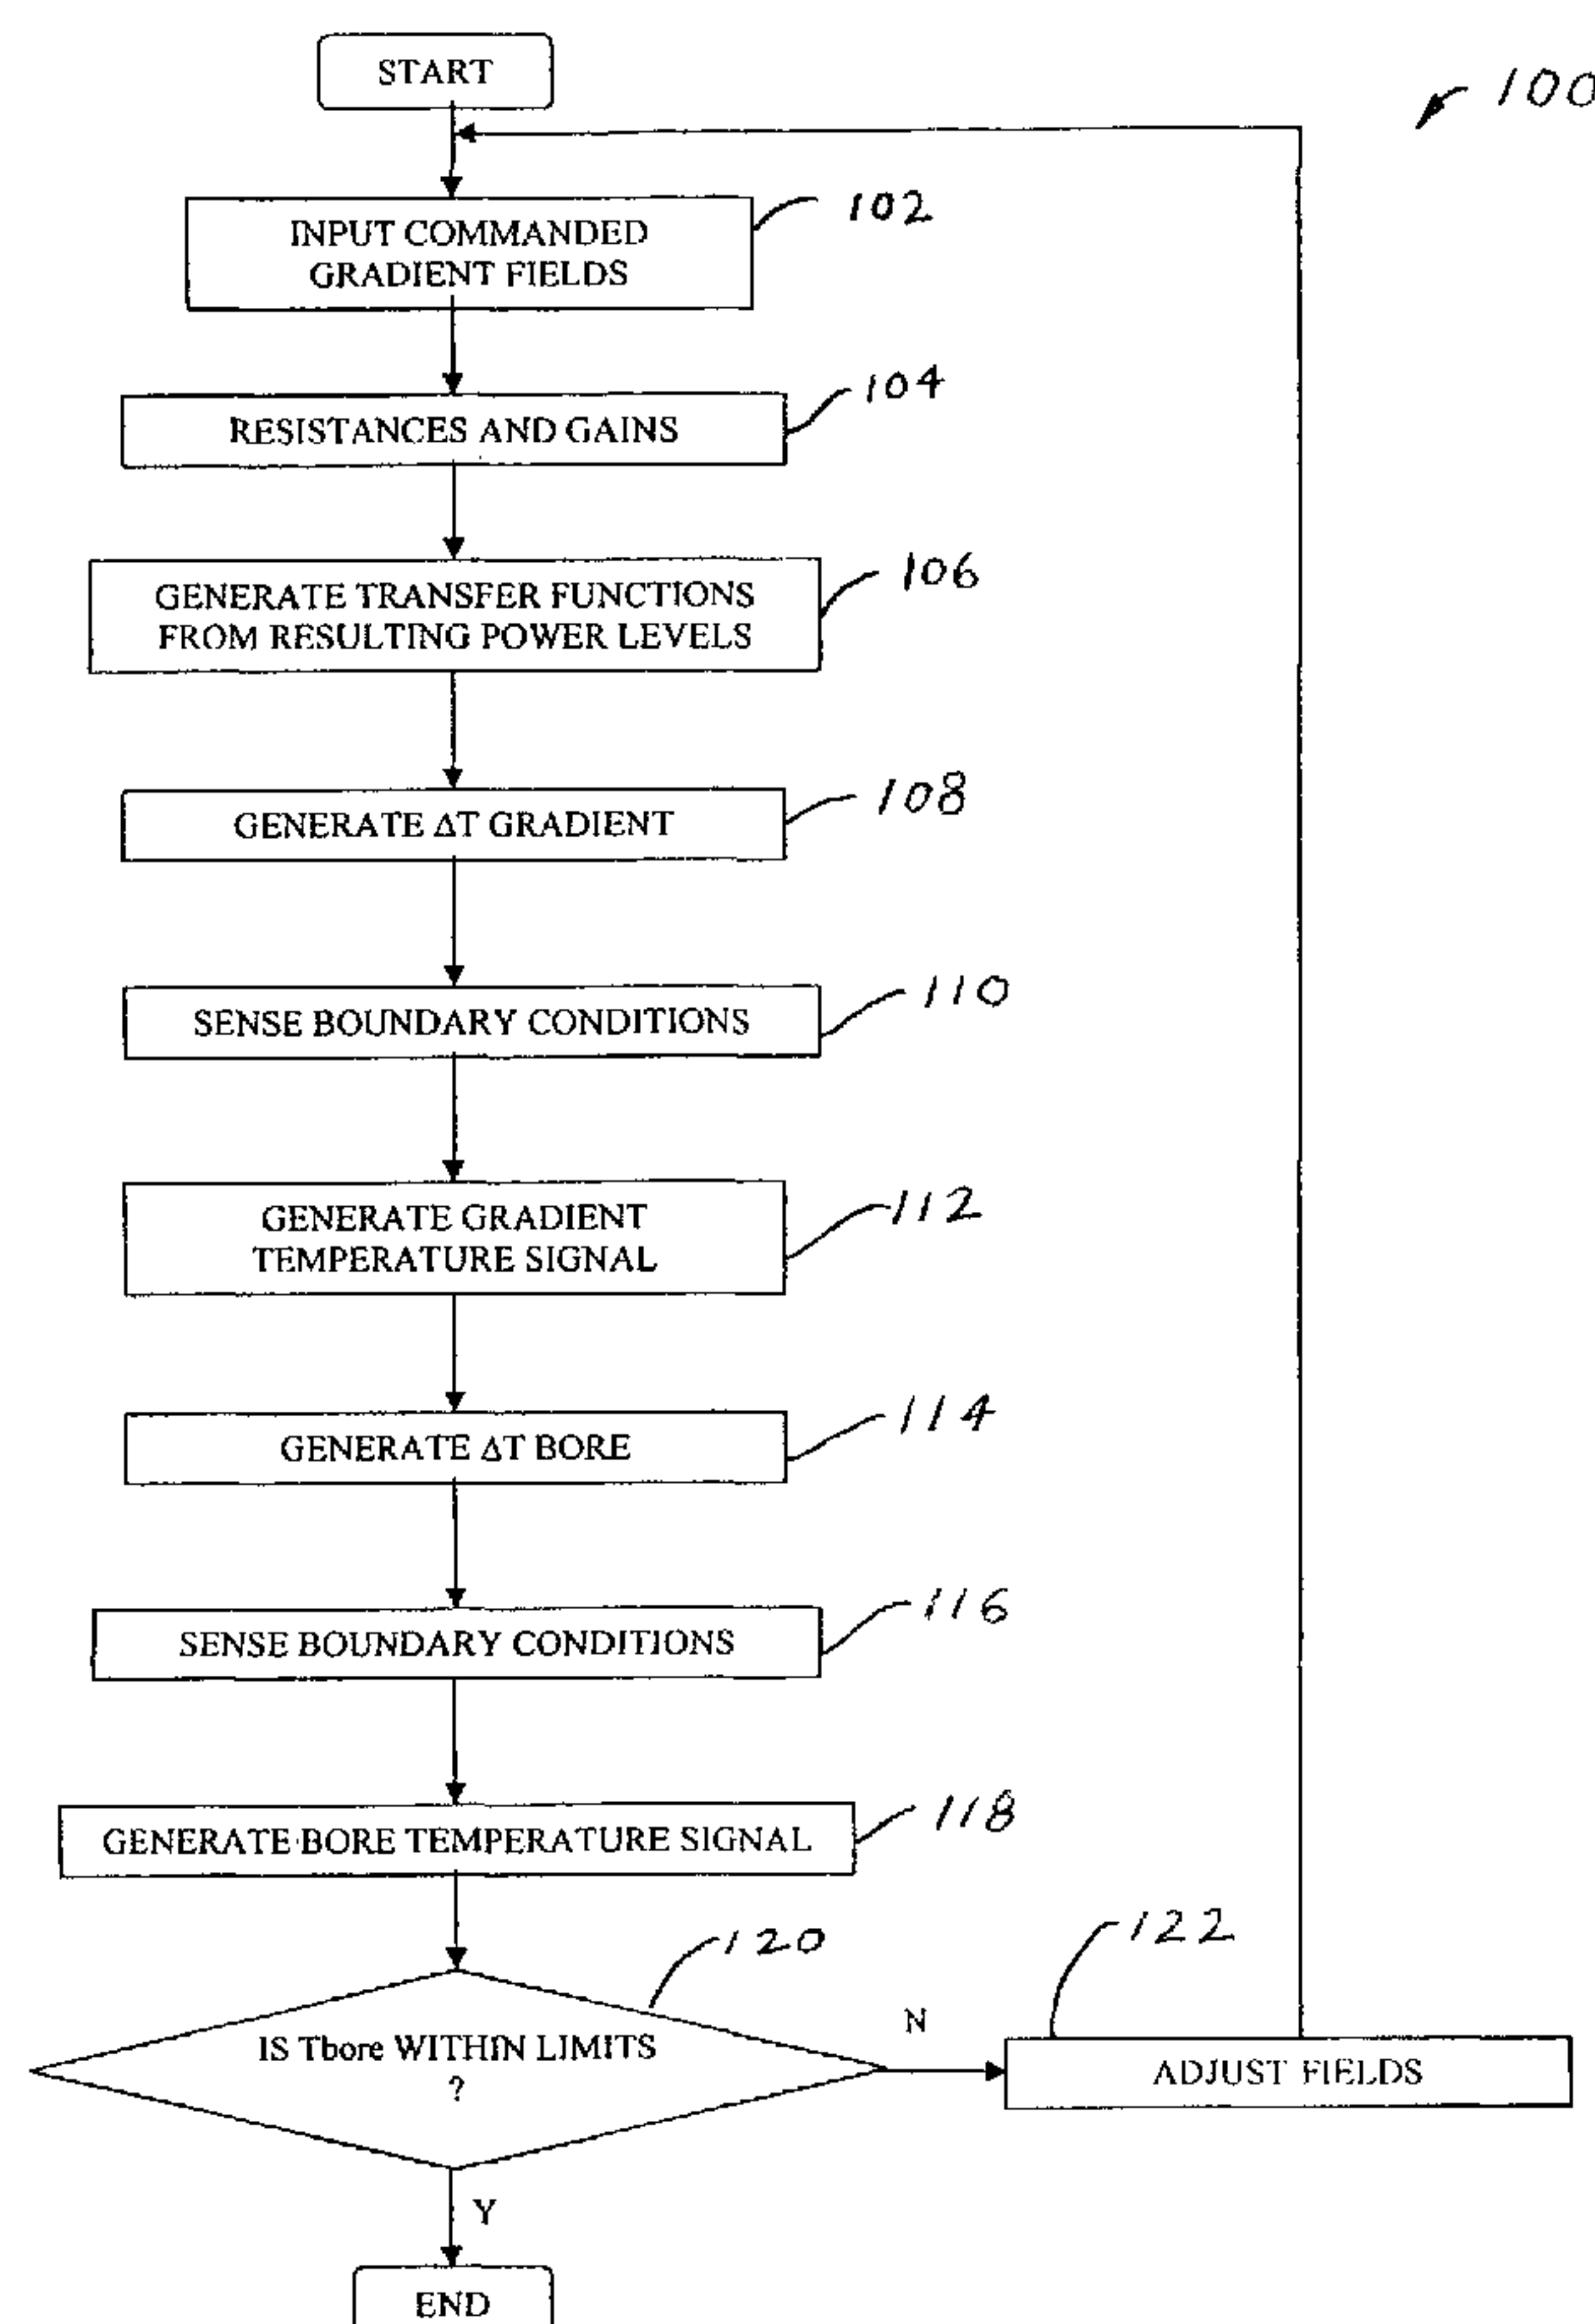 START
100
INPUT COMMANDED
GRADIENT FIELDS
102
RESISTANCES AND GAINS
104
GENERATE TRANSFER FUNCTIONS
FROM RESULTING POWER LEVELS
106
GENERATE ΔT GRADIENT
108
SENSE BOUNDARY CONDITIONS
110
GENERATE GRADIENT
TEMPERATURE SIGNAL
112
GENERATE ΔT BORE
114
SENSE BOUNDARY CONDITIONS
116
GENERATE BORE TEMPERATURE SIGNAL
118
IS Tbore WITHIN LIMITS
?
120
N
ADJUST FIELDS
122
Y
END